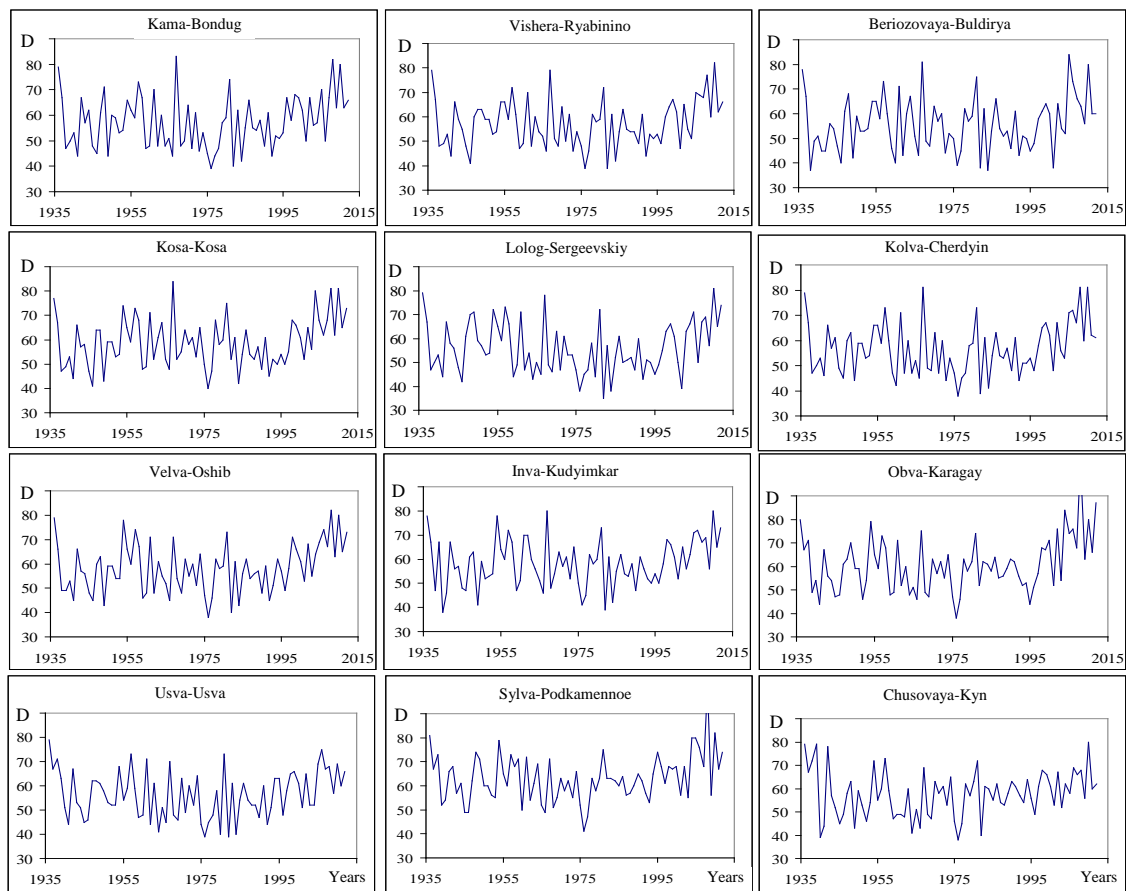 Kama-Bondug
D
80
70
60
50
40
30
1935 1955 1975 1995 2015
Vishera-Ryabinino
D
80
70
60
50
40
30
1935 1955 1975 1995 2015
Beriozovaya-Buldirya
D
80
70
60
50
40
30
1935 1955 1975 1995 2015
Kosa-Kosa
D
80
70
60
50
40
30
1935 1955 1975 1995 2015
Lolog-Sergeevskiy
D
80
70
60
50
40
30
1935 1955 1975 1995 2015
Kolva-Cherdyin
D
80
70
60
50
40
30
1935 1955 1975 1995 2015
Velva-Oshib
D
80
70
60
50
40
30
1935 1955 1975 1995 2015
Inva-Kudyimkar
D
80
70
60
50
40
30
1935 1955 1975 1995 2015
Obva-Karagay
D
80
70
60
50
40
30
1935 1955 1975 1995 2015
Usva-Usva
D
80
70
60
50
40
30
1935 1955 1975 1995 Years
Sylva-Podkamennoe
D
80
70
60
50
40
30
1935 1955 1975 1995 2015
Chusovaya-Kyn
D
80
70
60
50
40
30
1935 1955 1975 1995 Years